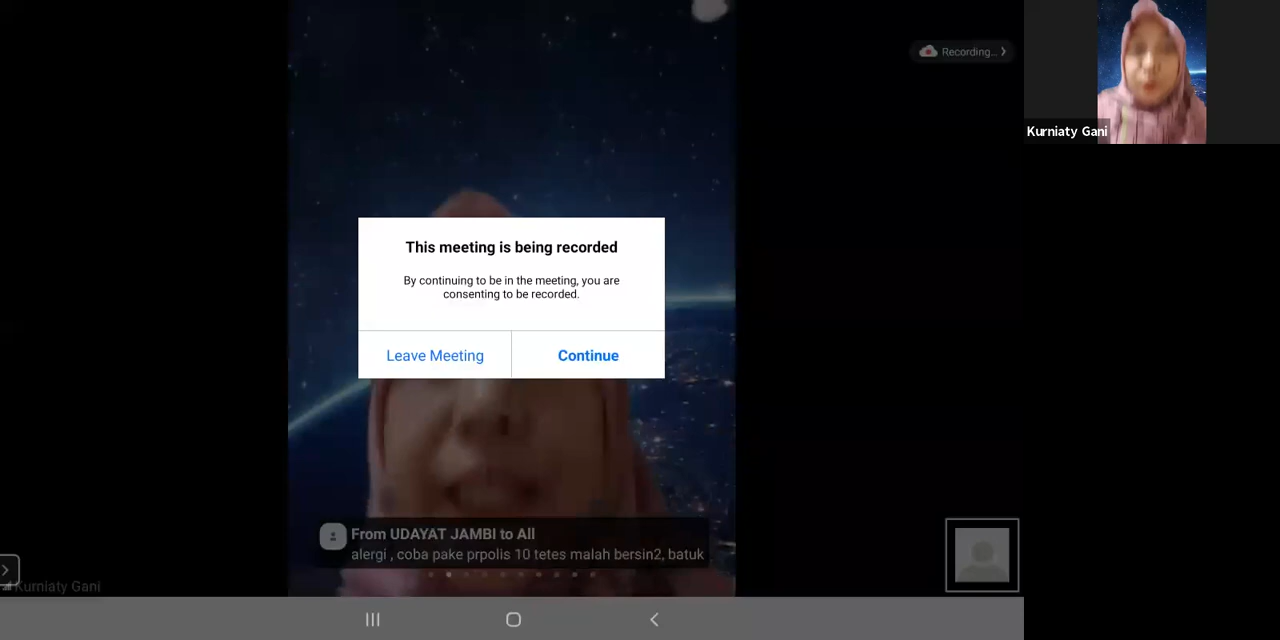 Recording...
Kurniaty Gani
This meeting is being recorded
By continuing to be in the meeting, you are
consenting to be recorded.
Leave Meeting
Continue
From UDAYAT JAMBI to All
alergi , coba pake prpolis 10 tetes malah bersin2, batuk
Kurniaty Gani